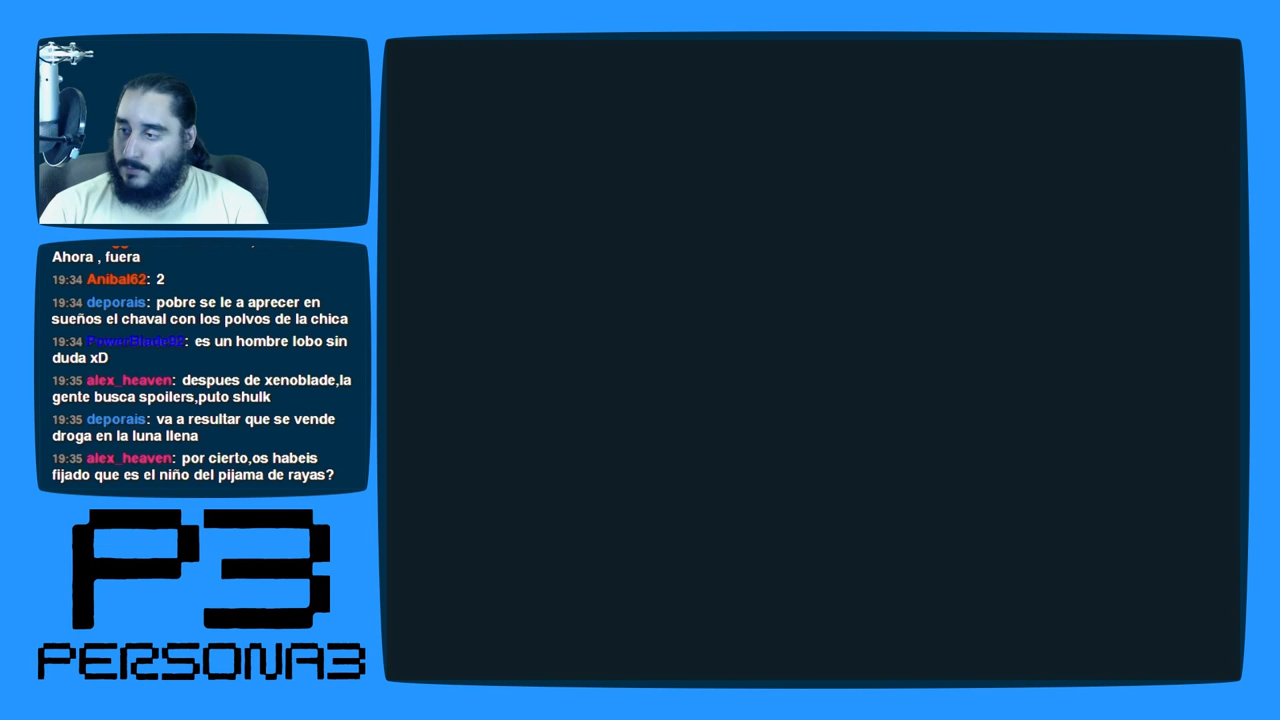 Ahora , fuera
19:34 Anibal62: 2
19:34 deporais: pobre se le a aprecer en
sueños el chaval con los polvos de la chica
19:34 PowerBlade92: es un hombre lobo sin
duda xD
19:35 alex_heaven: despues de xenoblade,la
gente busca spoilers,puto shulk
19:35 deporais: va a resultar que se vende
droga en la luna llena
19:35 alex_heaven: por cierto,os habeis
fijado que es el niño del pijama de rayas?
P3
PERSONA3